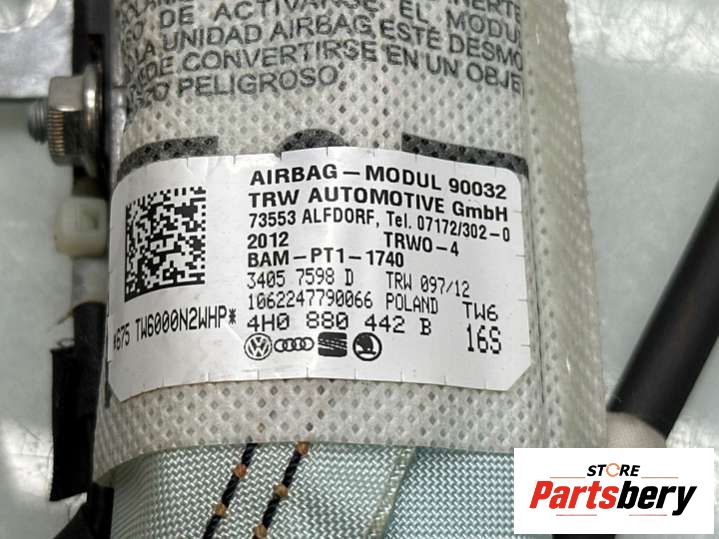 DE ACTIVARSE EL MODU
LA UNIDAD AIRBAG ESTE DESMO
DE CONVERTIRSE EN UN OBJE
PELIGROSO
AIRBAG-MODUL 90032
TRW AUTOMOTIVE GmbH
73553 ALFDORF, Tel. 07172/302-0
2012 TRWO-4
BAM-PT1-1740
3405 7598 D TRW 097/12
1062247790066 POLAND TW6
4H0 880 442 B 16S
*675 TW6000N2WHP*
STORE
Partsbery